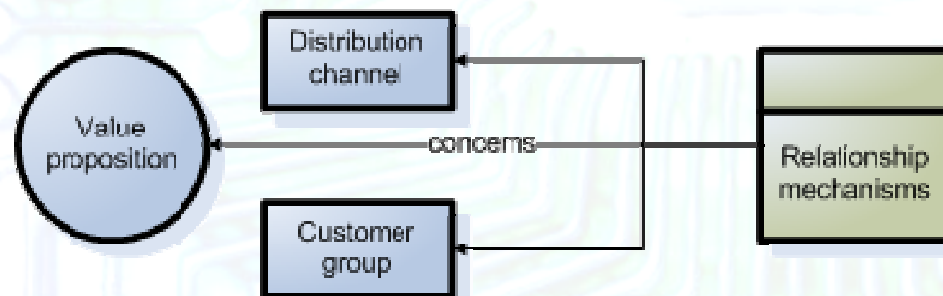 Distribution
channel
Value
proposition
concerns
Relationship
mechanisms
Customer
group